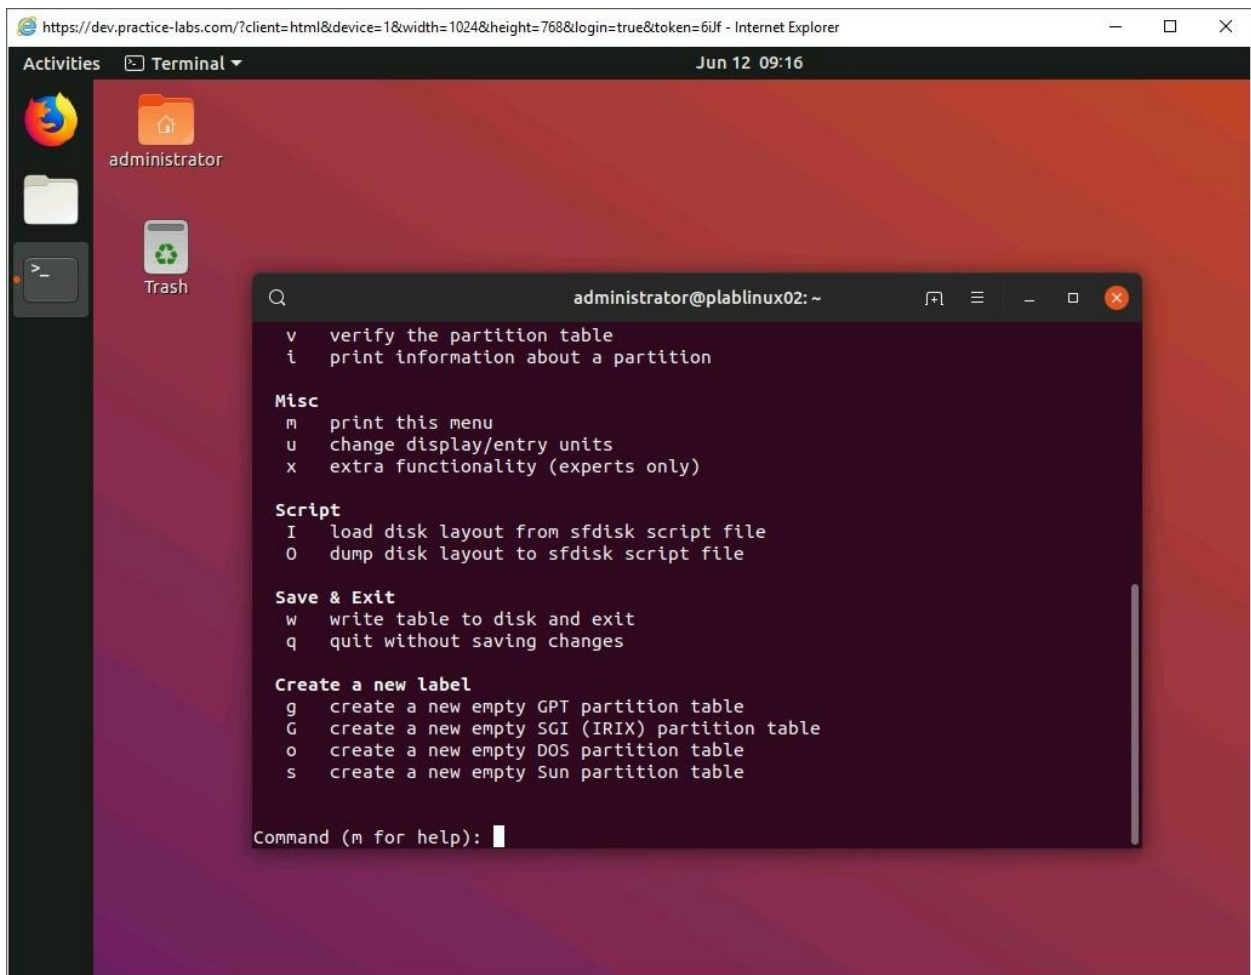 https://dev.practice-labs.com/?client=html&device=1&width=1024&height=768&login=true&token=6iJf - Internet Explorer
Activities Terminal Jun 12 09:16
administrator
Trash
administrator@plablinux02: ~
v verify the partition table
i print information about a partition
Misc
m print this menu
u change display/entry units
x extra functionality (experts only)
Script
I load disk layout from sfdisk script file
O dump disk layout to sfdisk script file
Save & Exit
w write table to disk and exit
q quit without saving changes
Create a new label
g create a new empty GPT partition table
G create a new empty SGI (IRIX) partition table
o create a new empty DOS partition table
s create a new empty Sun partition table
Command (m for help):